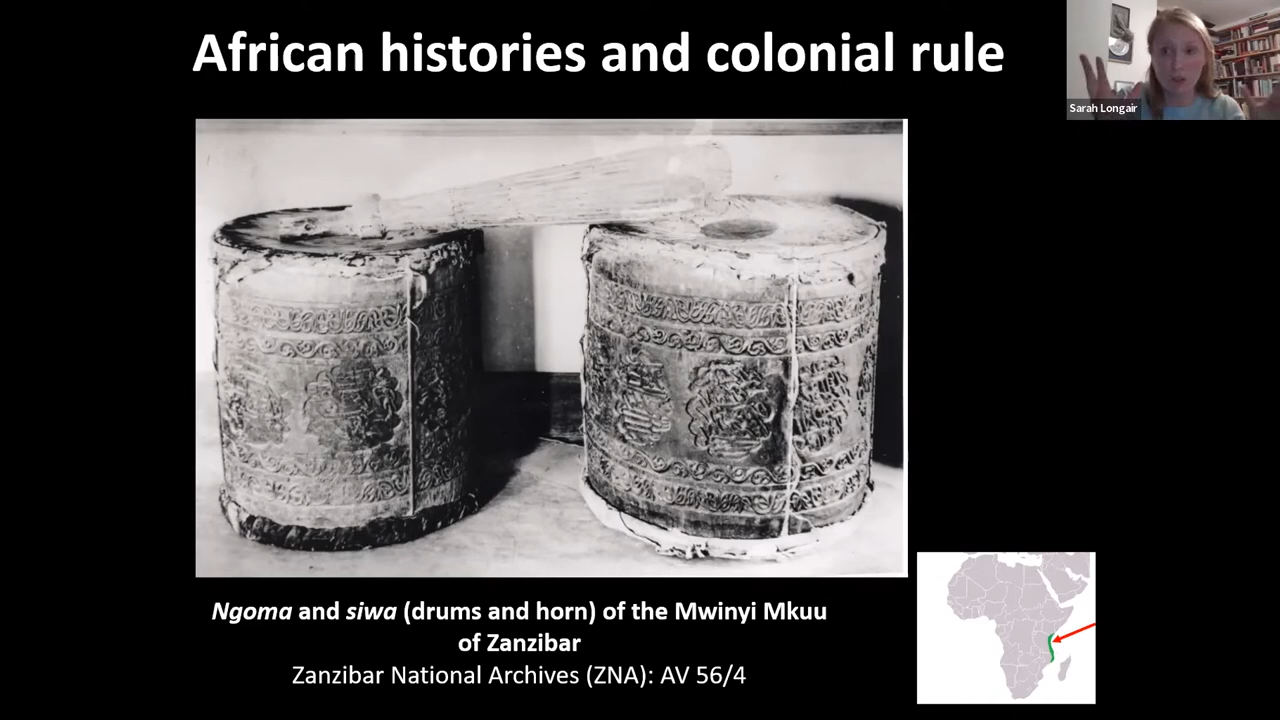 African histories and colonial rule
Sarah Longair
Ngoma and siwa (drums and horn) of the Mwinyi Mkuu
of Zanzibar
Zanzibar National Archives (ZNA): AV 56/4